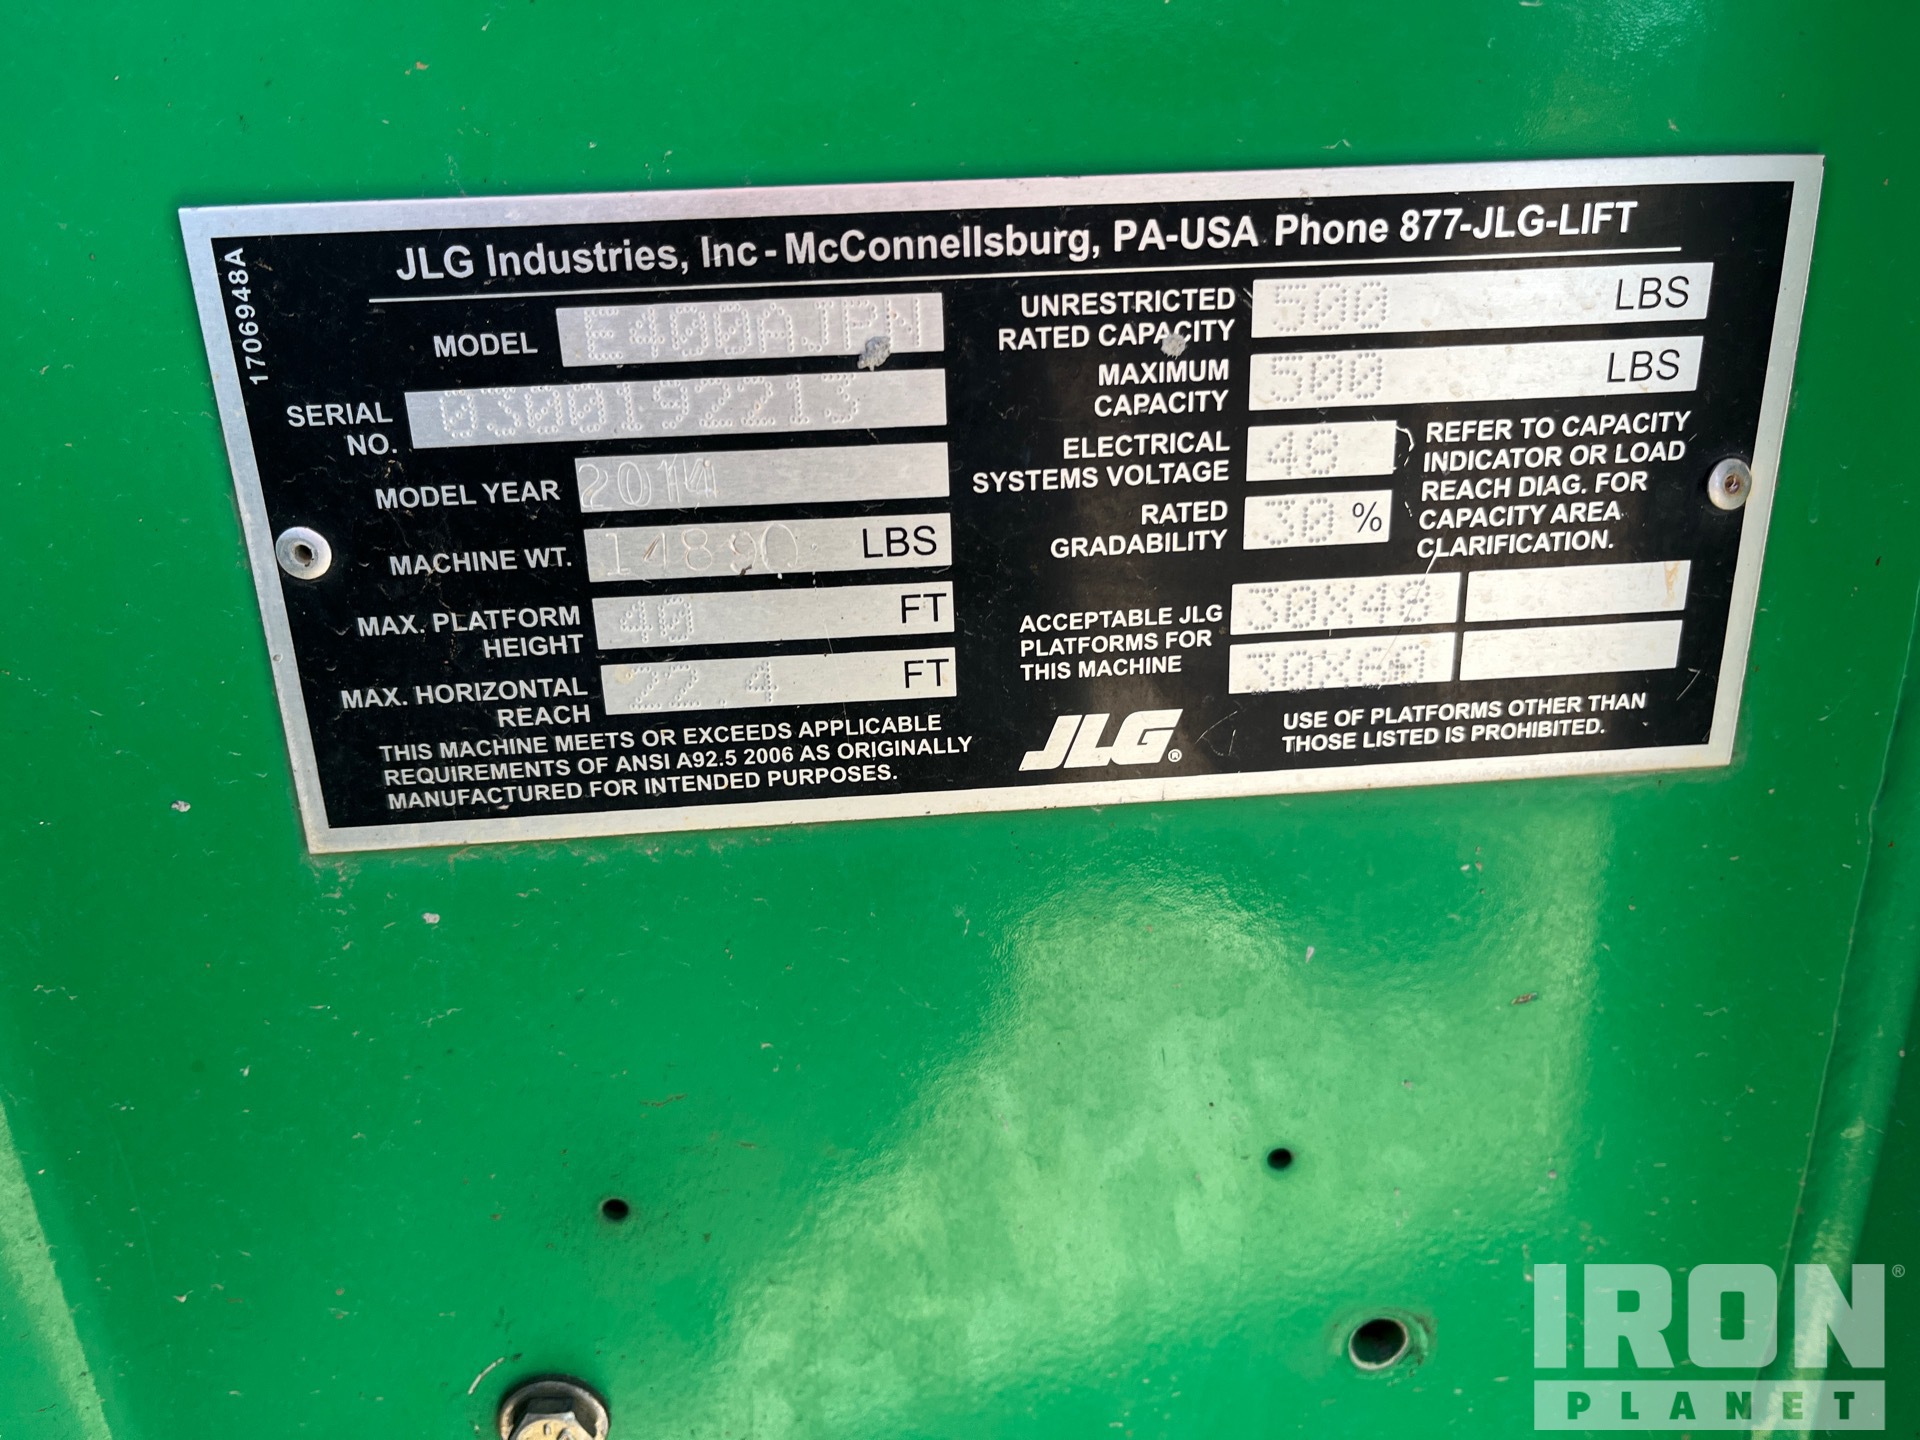 JLG Industries, Inc - McConnellsburg, PA-USA Phone 877-JLG-LIFT
1706948A
MODEL E400AJPN
SERIAL NO. 0300192213
MODEL YEAR 2014
MACHINE WT. 14890 LBS
MAX. PLATFORM HEIGHT 40 FT
MAX. HORIZONTAL REACH 22.4 FT
THIS MACHINE MEETS OR EXCEEDS APPLICABLE
REQUIREMENTS OF ANSI A92.5 2006 AS ORIGINALLY
MANUFACTURED FOR INTENDED PURPOSES.
UNRESTRICTED RATED CAPACITY 500 LBS
MAXIMUM CAPACITY 500 LBS
ELECTRICAL SYSTEMS VOLTAGE 48
RATED GRADABILITY 30 %
REFER TO CAPACITY
INDICATOR OR LOAD
REACH DIAG. FOR
CAPACITY AREA
CLARIFICATION.
ACCEPTABLE JLG
PLATFORMS FOR
THIS MACHINE
30X48
30X60
JLG®
USE OF PLATFORMS OTHER THAN
THOSE LISTED IS PROHIBITED.
IRON®
PLANET